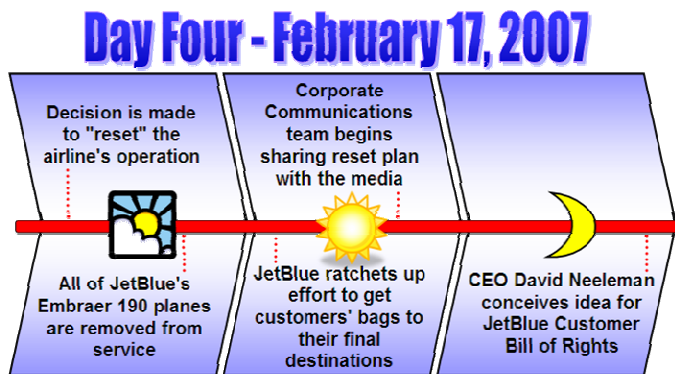 Day Four - February 17, 2007
Decision is made
to "reset" the
airline's operation
All of JetBlue's
Embraer 190 planes
are removed from
service
Corporate
Communications
team begins
sharing reset plan
with the media
JetBlue ratchets up
effort to get
customers' bags to
their final
destinations
CEO David Neeleman
conceives idea for
JetBlue Customer
Bill of Rights